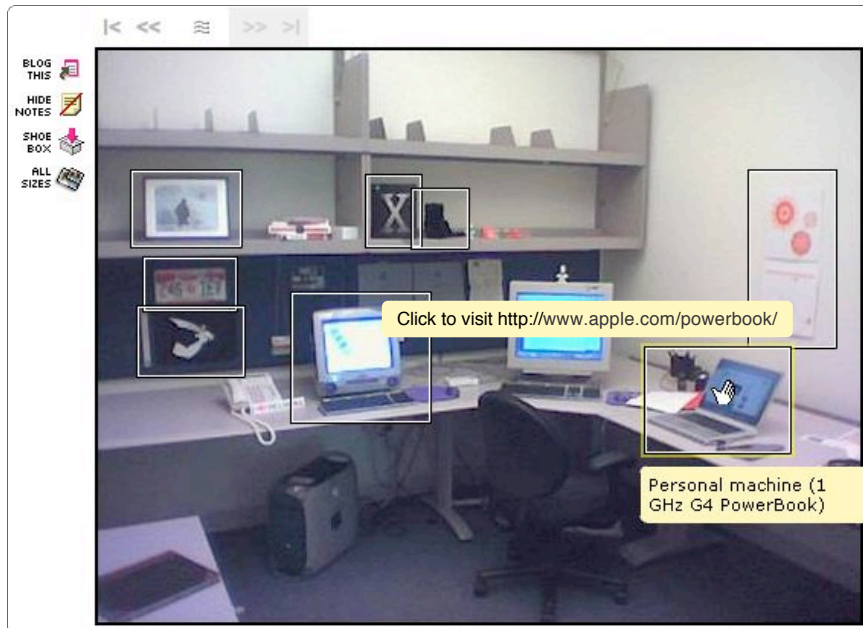 |< << >> >|
BLOG
THIS
HIDE
NOTES
SHOE
BOX
ALL
SIZES
X
Click to visit http://www.apple.com/powerbook/
Personal machine (1
GHz G4 PowerBook)